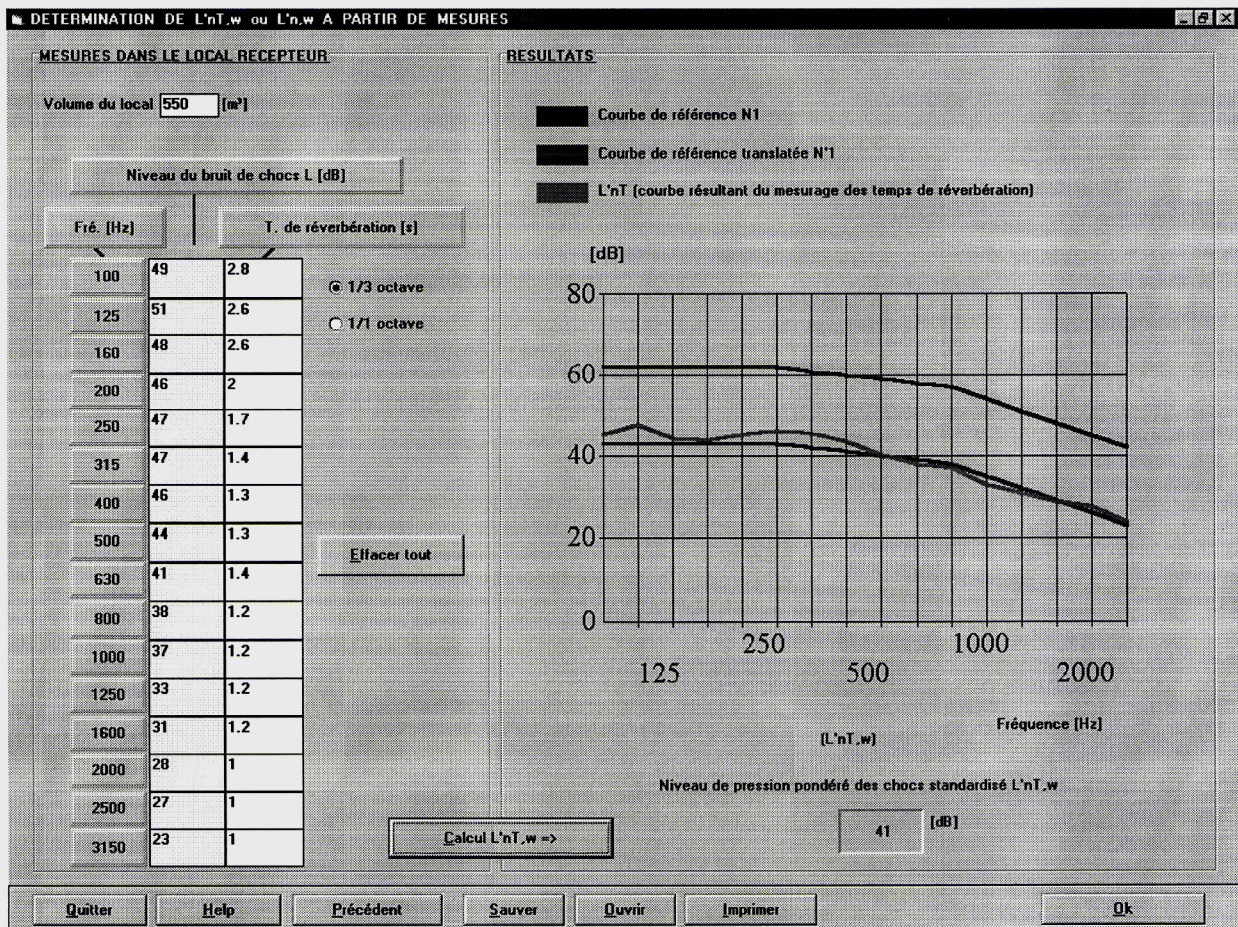 DETERMINATION DE L'nT,w ou L'n,w A PARTIR DE MESURES
MESURES DANS LE LOCAL RECEPTEUR
Volume du local 550 [m³]
Niveau du bruit de chocs L [dB]
Fré. [Hz] T. de réverbération [s]
100 49 2.8
125 51 2.6
160 48 2.6
200 46 2
250 47 1.7
315 47 1.4
400 46 1.3
500 44 1.3
630 41 1.4
800 38 1.2
1000 37 1.2
1250 33 1.2
1600 31 1.2
2000 28 1
2500 27 1
3150 23 1
1/3 octave
1/1 octave
Effacer tout
Calcul L'nT,w =>
RESULTATS
Courbe de référence N1
Courbe de référence translatée N'1
L'nT (courbe résultant du mesurage des temps de réverbération)
[dB]
80
60
40
20
0
250 1000
125 500 2000
Fréquence [Hz]
(L'nT,w)
Niveau de pression pondéré des chocs standardisé L'nT,w
41 [dB]
Quitter Help Précédent Sauver Ouvrir Imprimer Ok